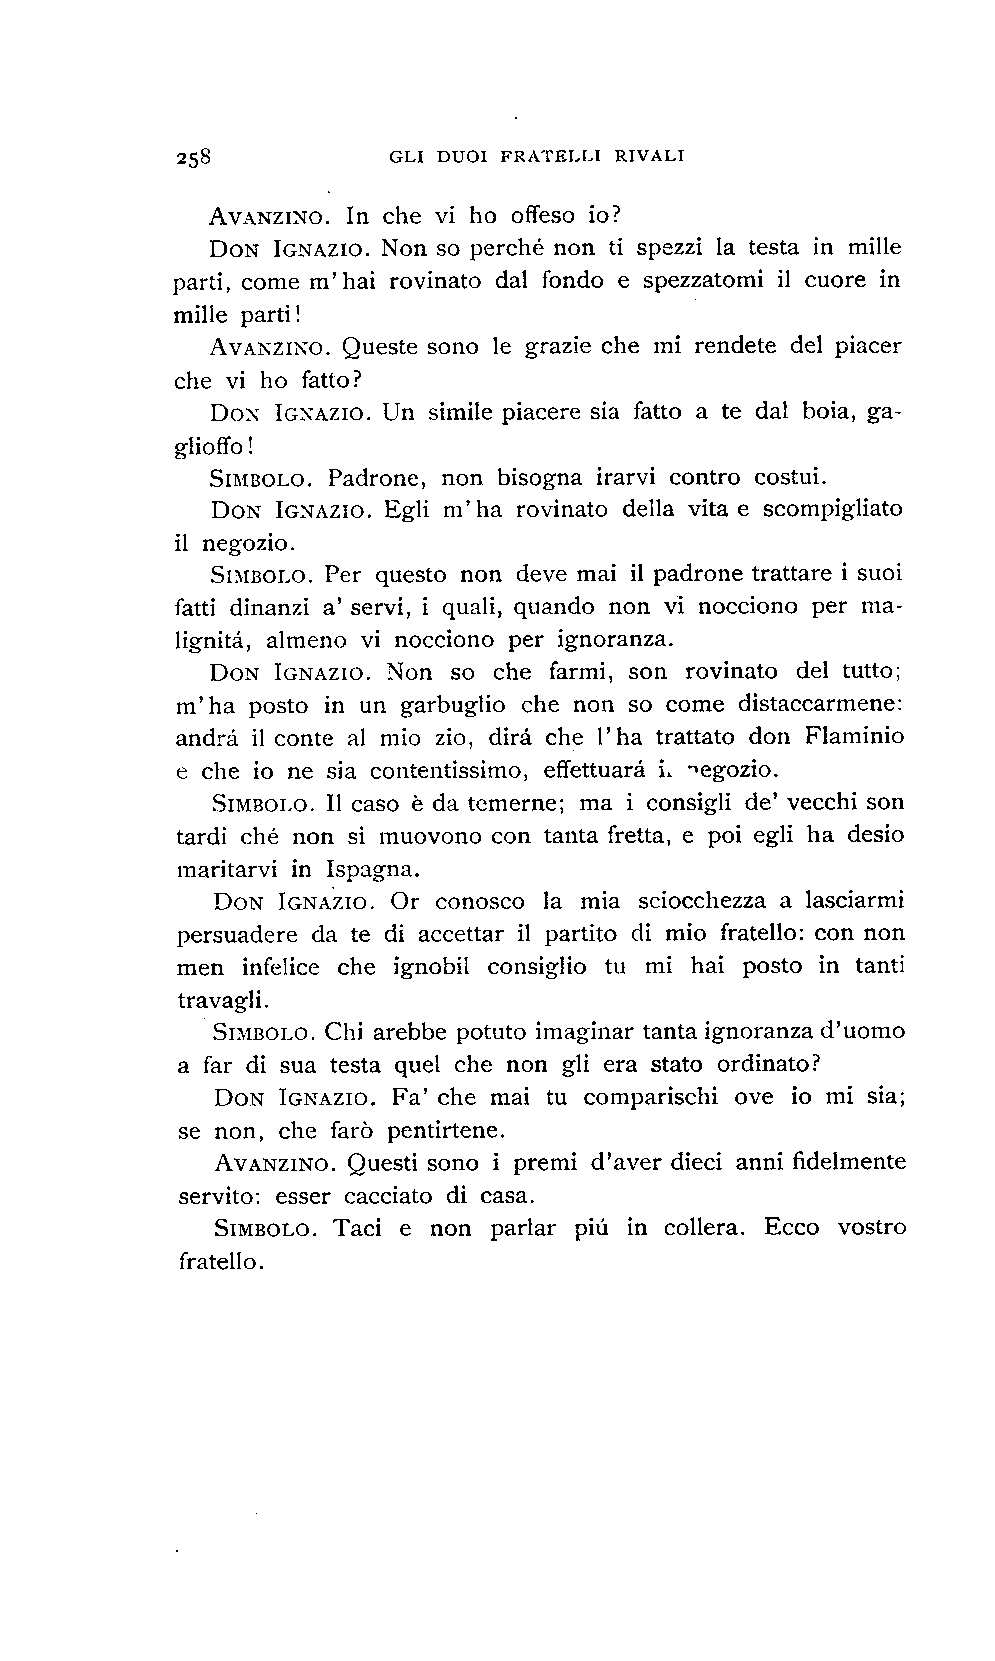 258 GLI DUOI FRATELLI RIVALI
AVANZINO. In che vi ho offeso io?
DON IGNAZIO. Non so perché non ti spezzi la testa in mille
parti, come m'hai rovinato dal fondo e spezzatomi il cuore in
mille parti!
AVANZINO. Queste sono le grazie che mi rendete del piacer
che vi ho fatto?
DON IGNAZIO. Un simile piacere sia fatto a te dal boia, ga-
glioffo!
SIMBOLO. Padrone, non bisogna irarvi contro costui.
DON IGNAZIO. Egli m'ha rovinato della vita e scompigliato
il negozio.
SIMBOLO. Per questo non deve mai il padrone trattare i suoi
fatti dinanzi a' servi, i quali, quando non vi nocciono per ma-
lignitá, almeno vi nocciono per ignoranza.
DON IGNAZIO. Non so che farmi, son rovinato del tutto;
m'ha posto in un garbuglio che non so come distaccarmene:
andrá il conte al mio zio, dirá che l'ha trattato don Flaminio
e che io ne sia contentissimo, effettuará il negozio.
SIMBOLO. Il caso è da temerne; ma i consigli de' vecchi son
tardi ché non si muovono con tanta fretta, e poi egli ha desio
maritarvi in Ispagna.
DON IGNAZIO. Or conosco la mia sciocchezza a lasciarmi
persuadere da te di accettar il partito di mio fratello: con non
men infelice che ignobil consiglio tu mi hai posto in tanti
travagli.
SIMBOLO. Chi arebbe potuto imaginar tanta ignoranza d'uomo
a far di sua testa quel che non gli era stato ordinato?
DON IGNAZIO. Fa' che mai tu comparischi ove io mi sia;
se non, che farò pentirtene.
AVANZINO. Questi sono i premi d'aver dieci anni fidelmente
servito: esser cacciato di casa.
SIMBOLO. Taci e non parlar piú in collera. Ecco vostro
fratello.